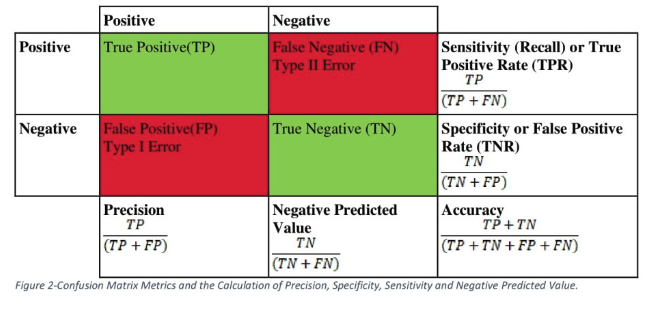 Positive
Negative
Positive
True Positive(TP)
False Negative (FN)
Type II Error
Sensitivity (Recall) or True
Positive Rate (TPR)
TP
(TP + FN)
Negative
False Positive(FP)
Type I Error
True Negative (TN)
Specificity or False Positive
Rate (TNR)
TN
(TN + FP)
Precision
TP
(TP + FP)
Negative Predicted
Value
TN
(TN + FN)
Accuracy
TP + TN
(TP + TN + FP + FN)
Figure 2-Confusion Matrix Metrics and the Calculation of Precision, Specificity, Sensitivity and Negative Predicted Value.